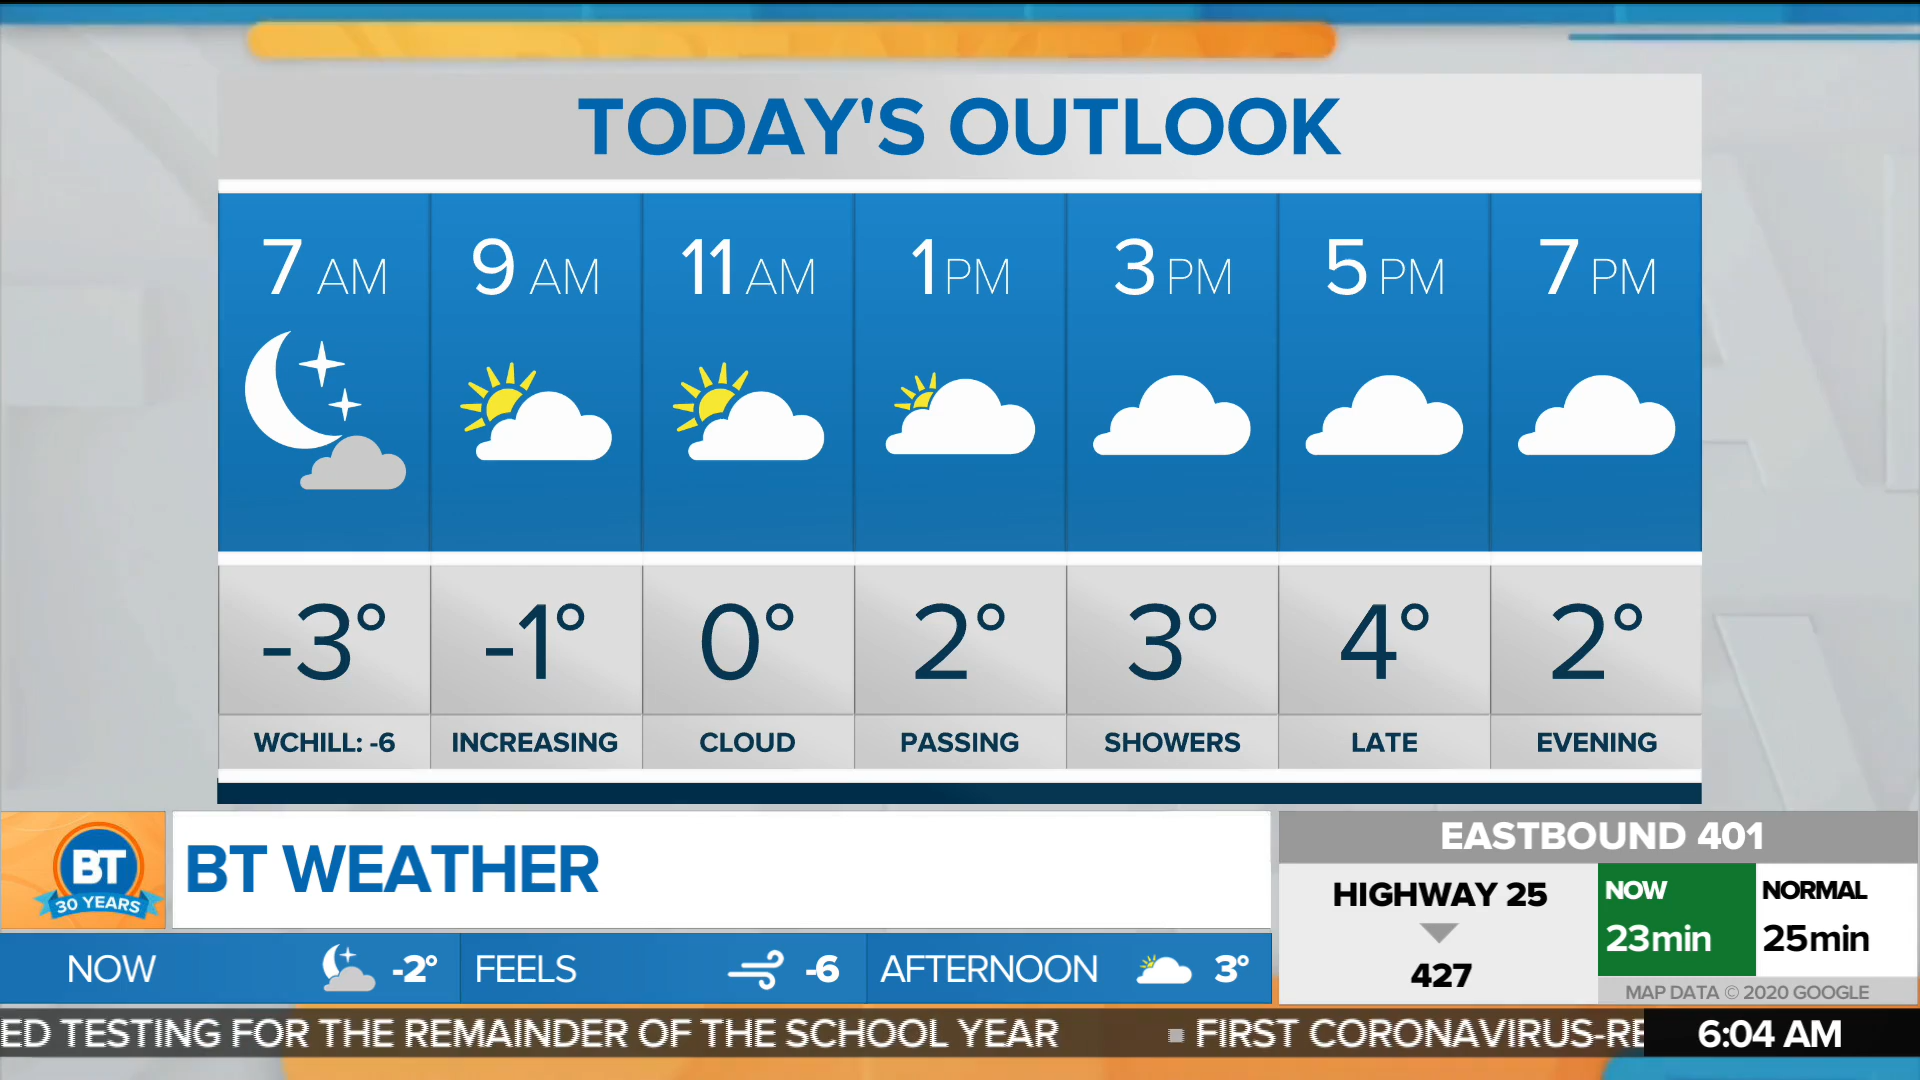 TODAY'S OUTLOOK
7 AM 9 AM 11 AM 1 PM 3 PM 5 PM 7 PM
-3° -1° 0° 2° 3° 4° 2°
WCHILL: -6 INCREASING CLOUD PASSING SHOWERS LATE EVENING
BT
30 YEARS
BT WEATHER
NOW -2° FEELS -6 AFTERNOON 3°
EASTBOUND 401
HIGHWAY 25
427
NOW
23min
NORMAL
25min
MAP DATA © 2020 GOOGLE
ED TESTING FOR THE REMAINDER OF THE SCHOOL YEAR ■ FIRST CORONAVIRUS-RE
6:04 AM